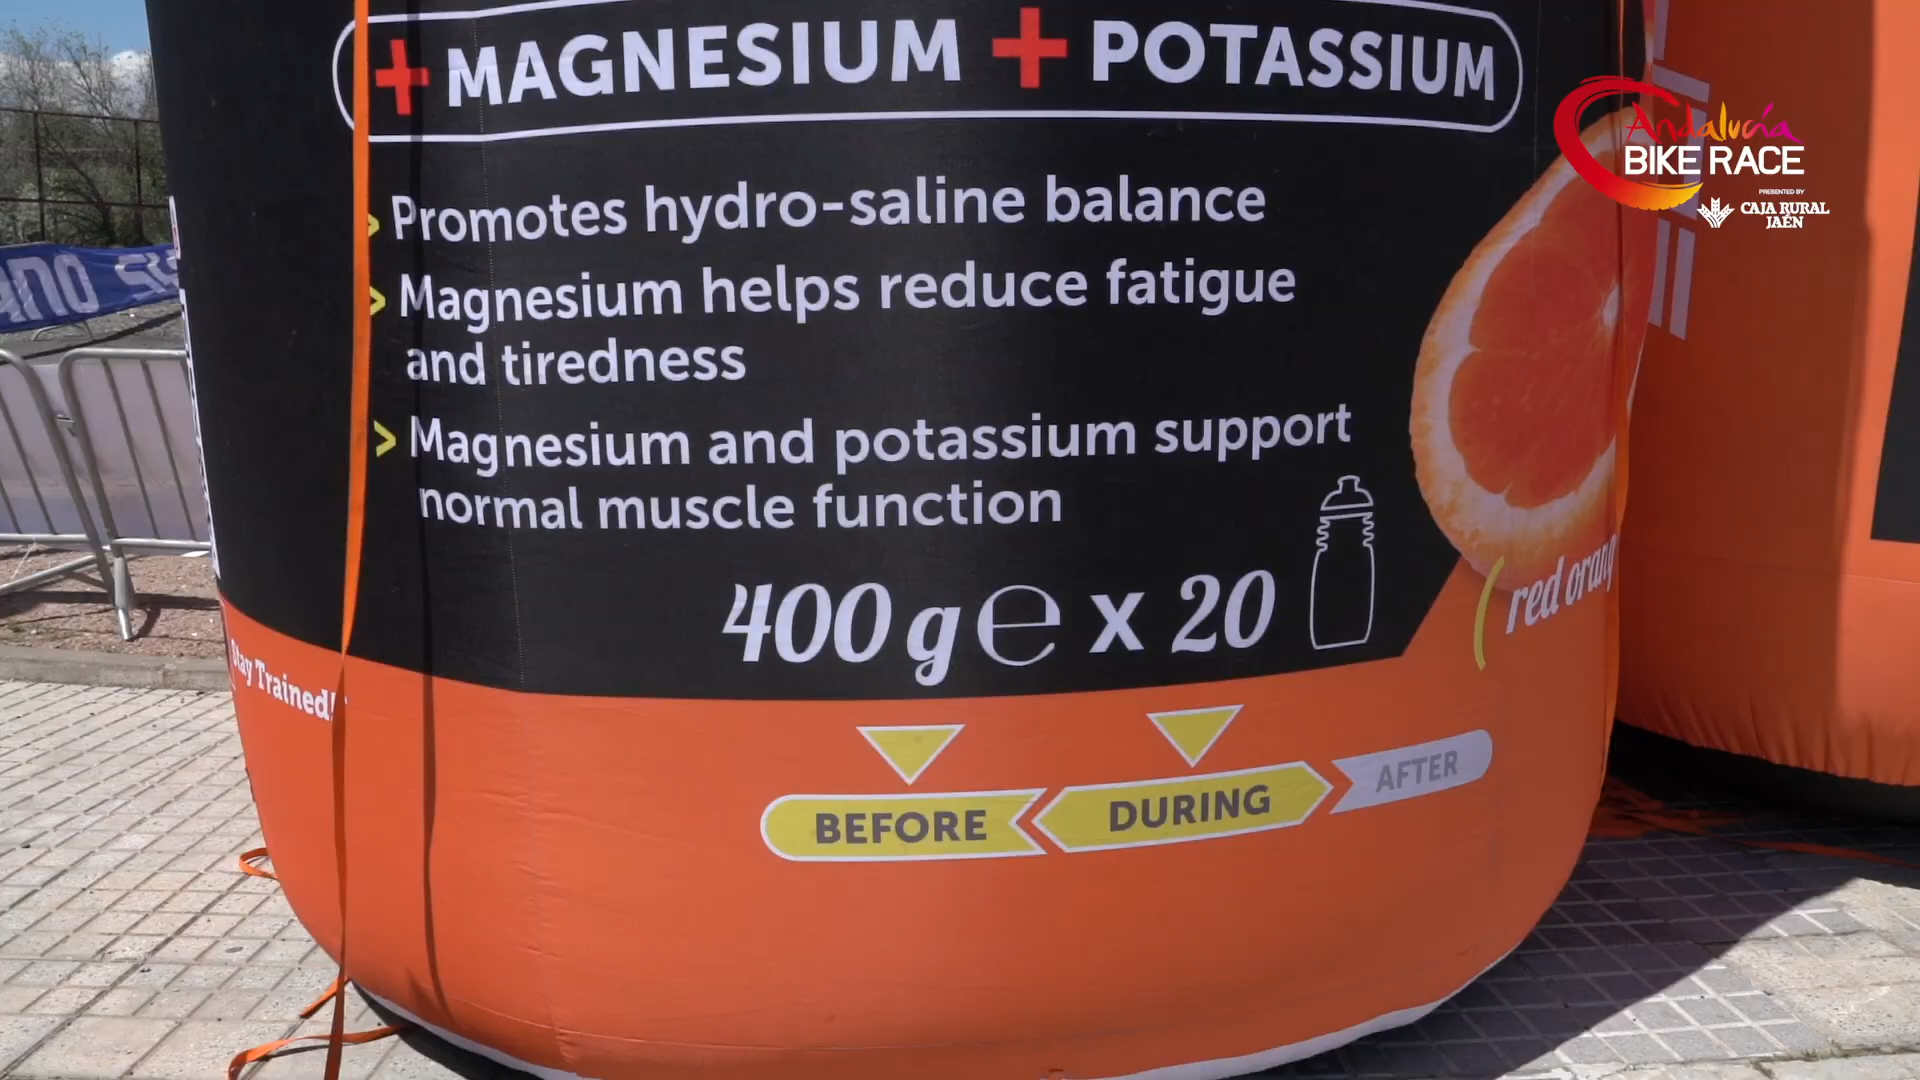 + MAGNESIUM + POTASSIUM
> Promotes hydro-saline balance
> Magnesium helps reduce fatigue
and tiredness
> Magnesium and potassium support
normal muscle function
400 g e x 20
red orang
Stay Trained!
BEFORE
DURING
AFTER
Andalucía
BIKE RACE
PRESENTED BY
CAJA RURAL
JAÉN